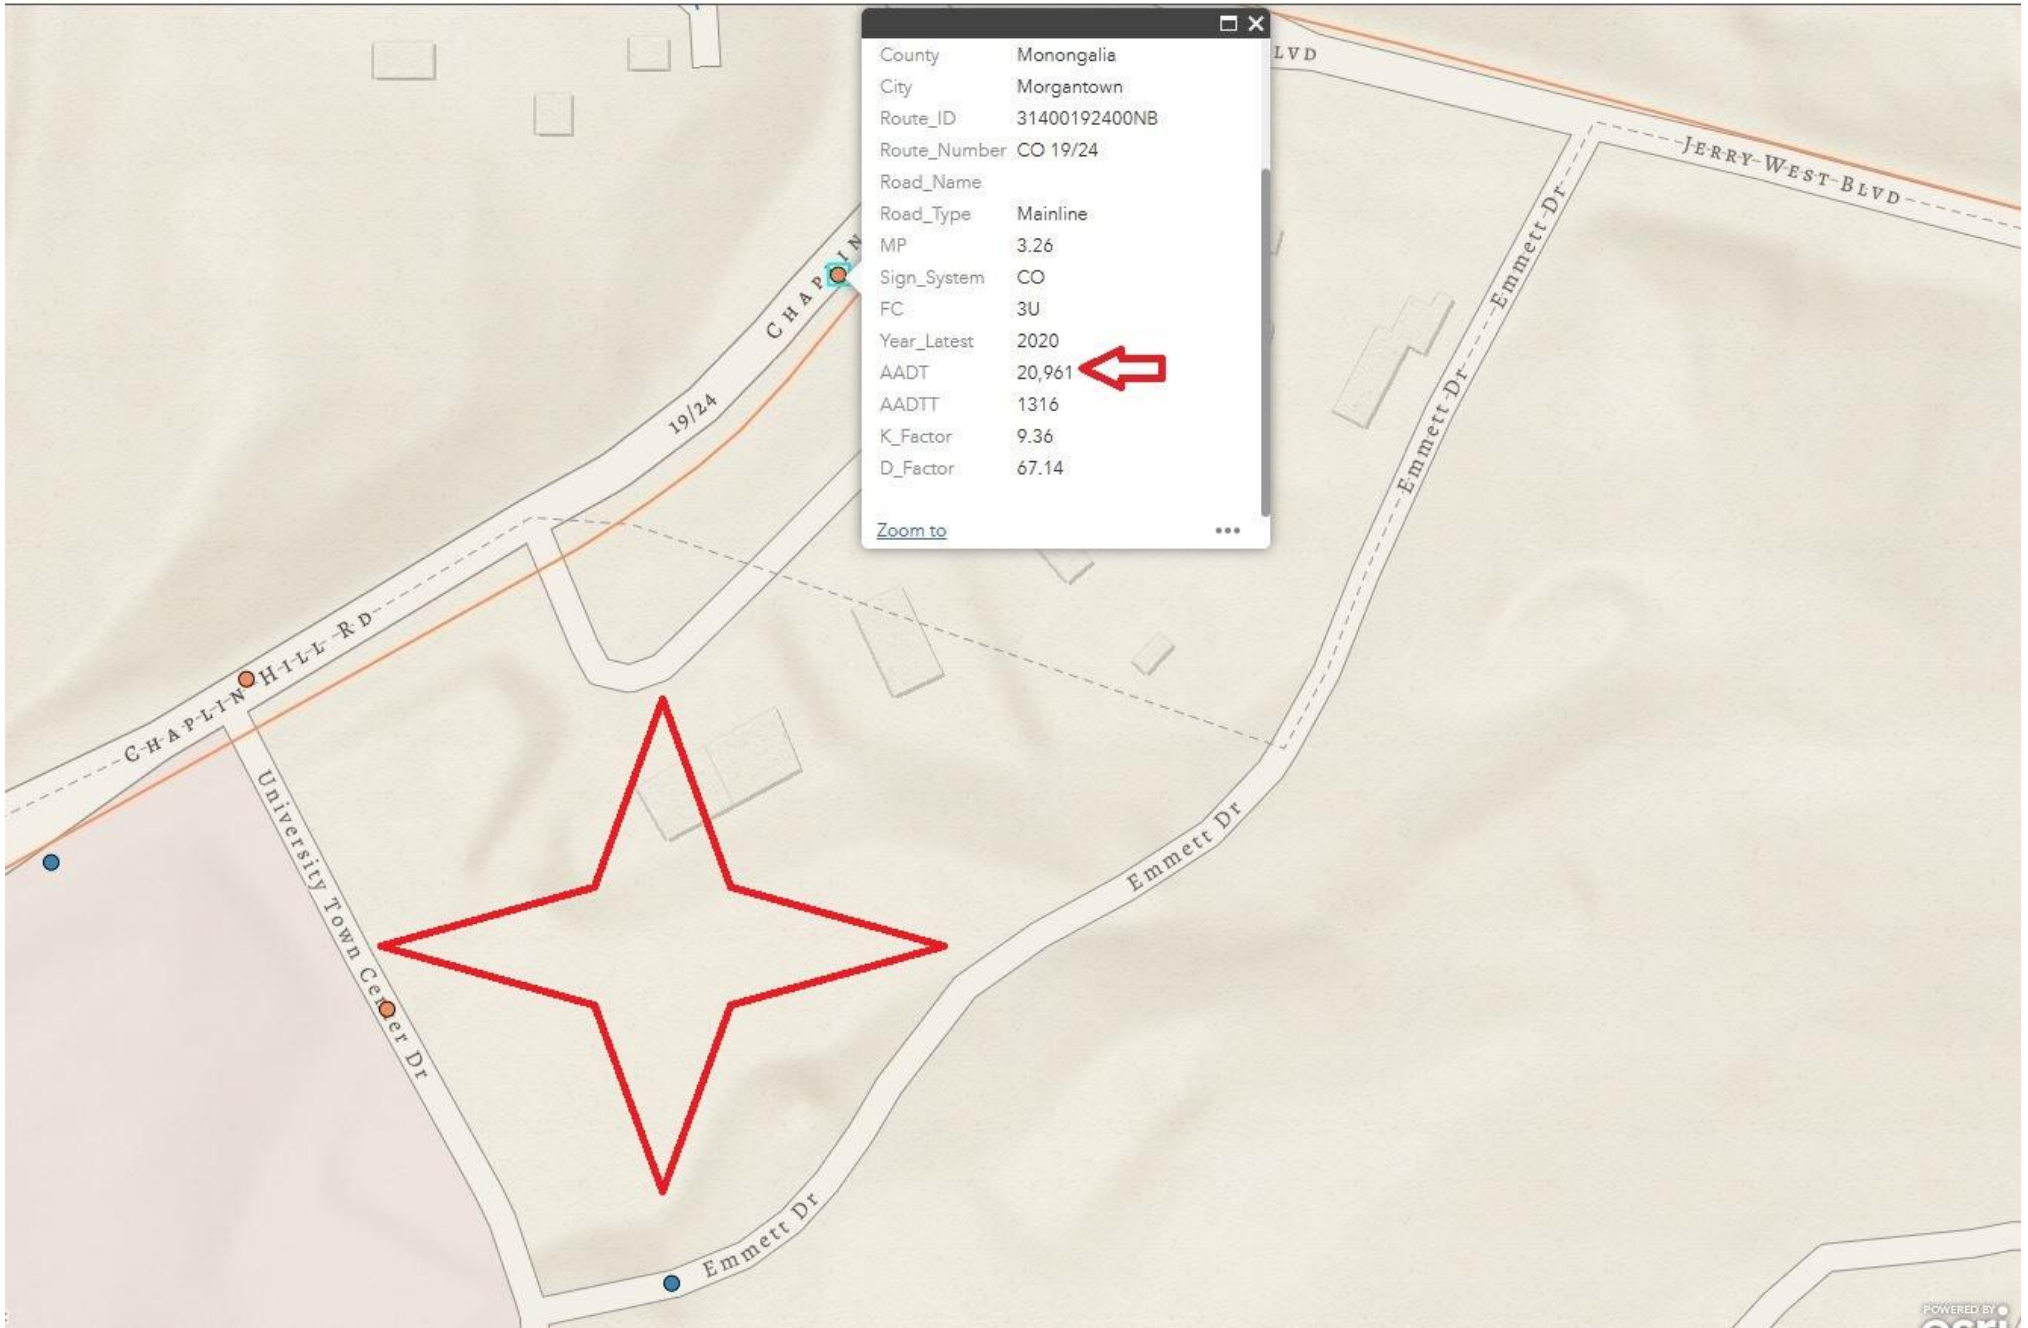 County Monongalia
City Morgantown
Route_ID 31400192400NB
Route_Number CO 19/24
Road_Name
Road_Type Mainline
MP 3.26
Sign_System CO
FC 3U
Year_Latest 2020
AADT 20,961
AADTT 1316
K_Factor 9.36
D_Factor 67.14
Zoom to
LVD
JERRY WEST BLVD
Emmett Dr
Emmett Dr
Emmett Dr
CHAPLIN
19/24
CHAPLIN HILL RD
University Town Center Dr
Emmett Dr
Emmett Dr
POWERED BY
esri